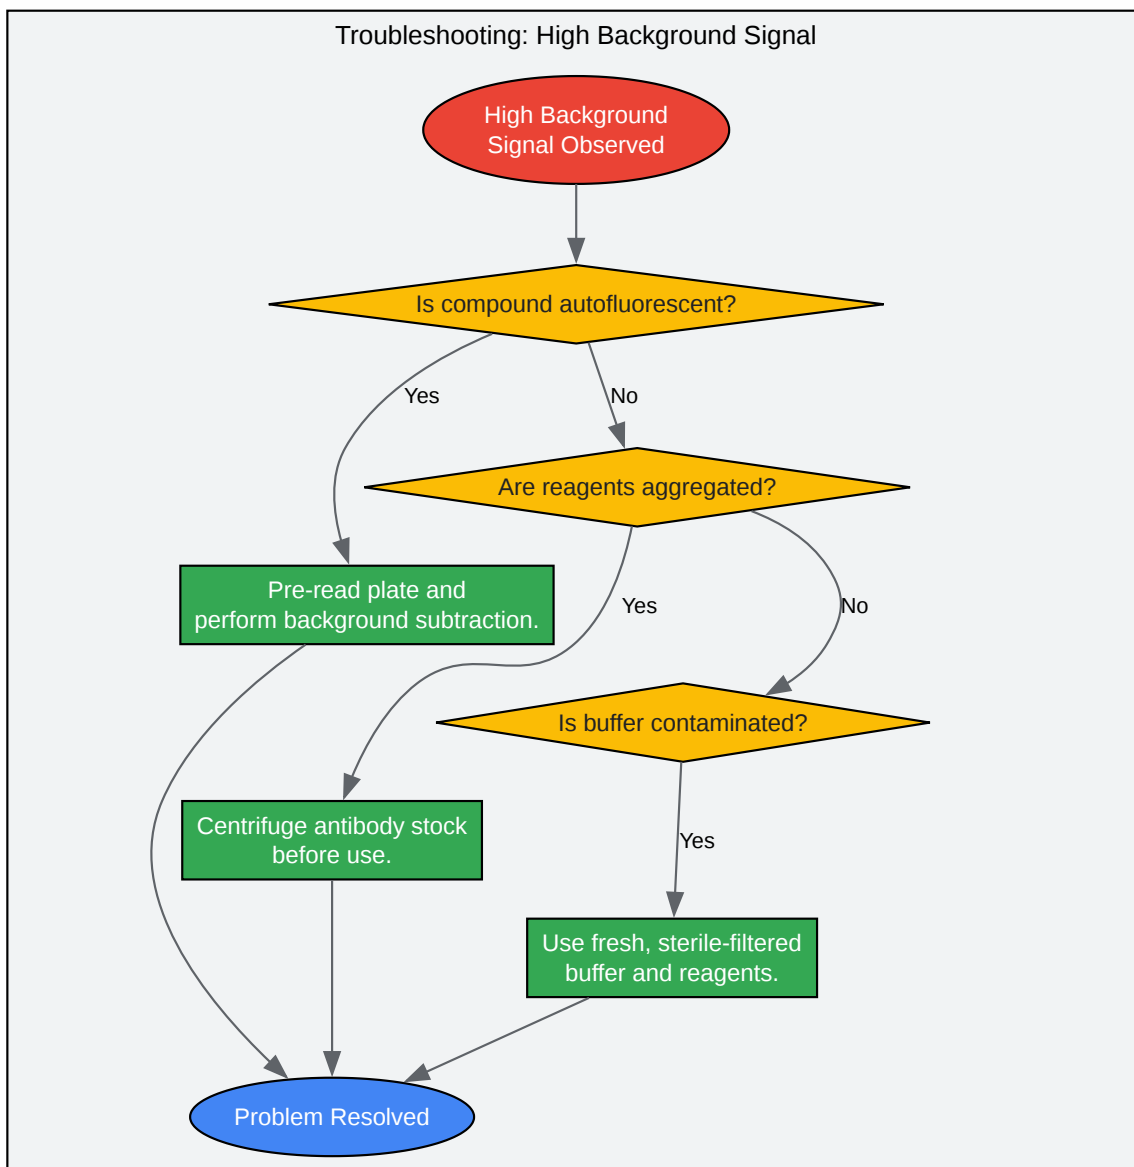 Troubleshooting: High Background Signal
High Background
Signal Observed
Is compound autofluorescent?
Yes
No
Are reagents aggregated?
Pre-read plate and
perform background subtraction.
Yes
No
Is buffer contaminated?
Centrifuge antibody stock
before use.
Yes
Use fresh, sterile-filtered
buffer and reagents.
Problem Resolved